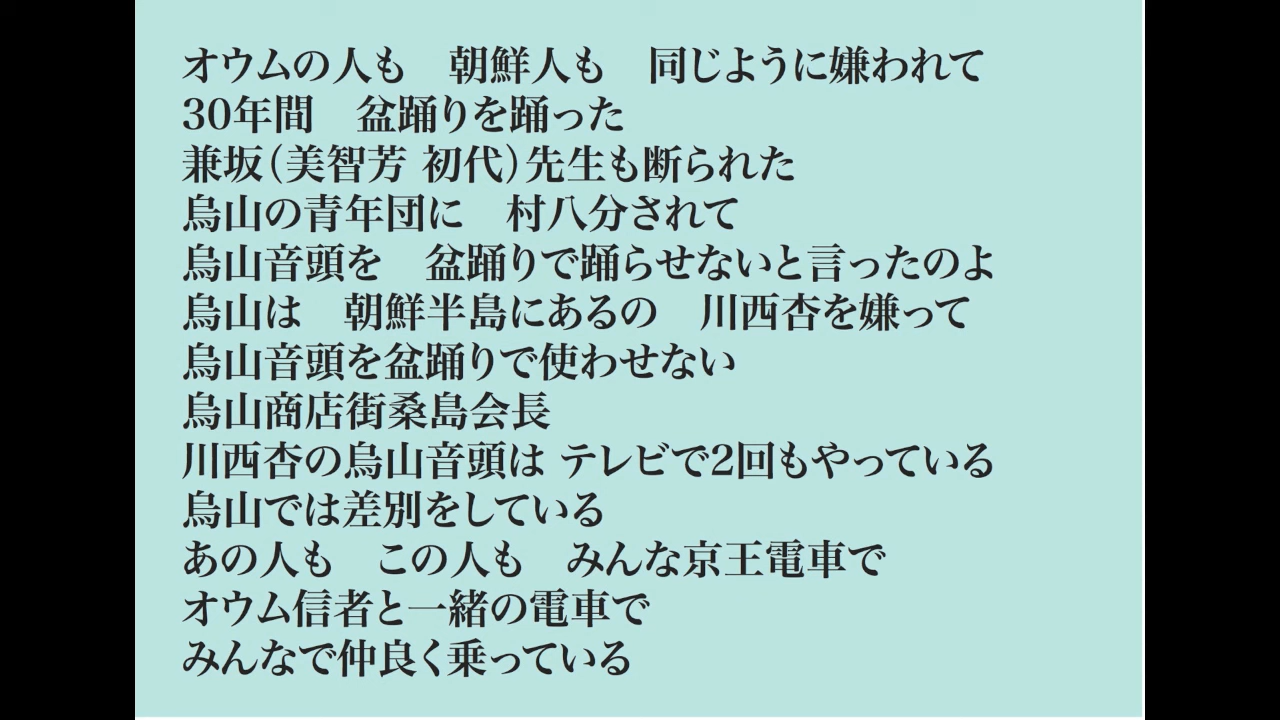 オウムの人も　朝鮮人も　同じように嫌われて
30年間　盆踊りを踊った
兼坂（美智芳 初代）先生も断られた
烏山の青年団に　村八分されて
烏山音頭を　盆踊りで踊らせないと言ったのよ
烏山は　朝鮮半島にあるの　川西杏を嫌って
烏山音頭を盆踊りで使わせない
烏山商店街桑島会長
川西杏の烏山音頭は テレビで2回もやっている
烏山では差別をしている
あの人も　この人も　みんな京王電車で
オウム信者と一緒の電車で
みんなで仲良く乗っている